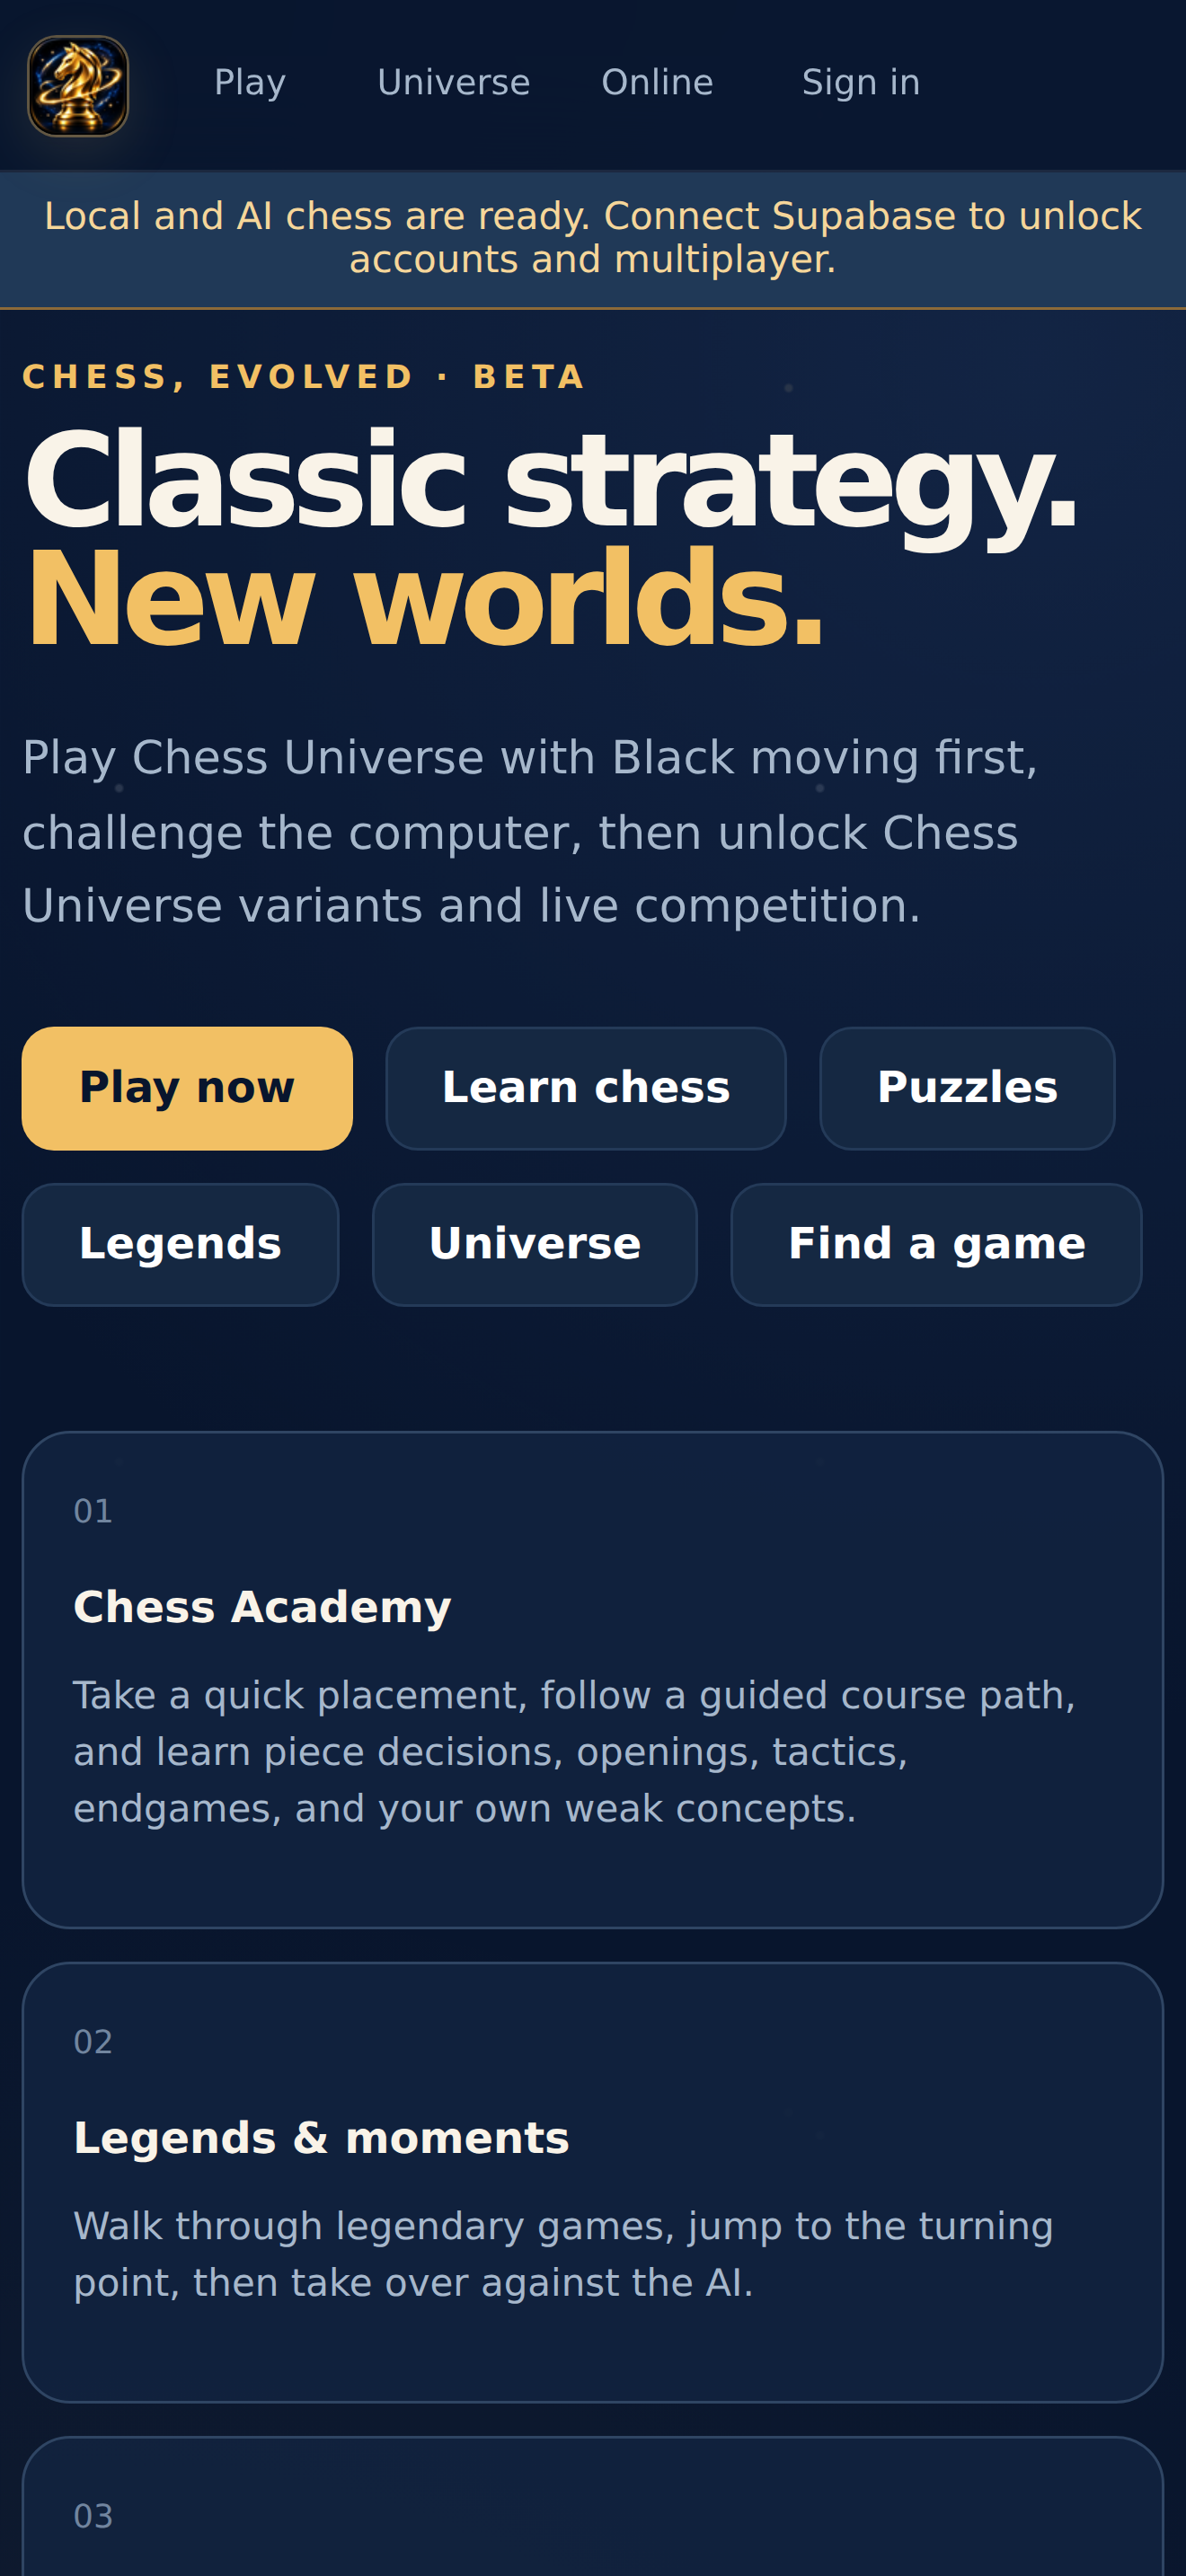 Play Universe Online Sign in
Local and AI chess are ready. Connect Supabase to unlock
accounts and multiplayer.
CHESS, EVOLVED · BETA
Classic strategy.
New worlds.
Play Chess Universe with Black moving first,
challenge the computer, then unlock Chess
Universe variants and live competition.
Play now Learn chess Puzzles
Legends Universe Find a game
01
Chess Academy
Take a quick placement, follow a guided course path,
and learn piece decisions, openings, tactics,
endgames, and your own weak concepts.
02
Legends & moments
Walk through legendary games, jump to the turning
point, then take over against the AI.
03